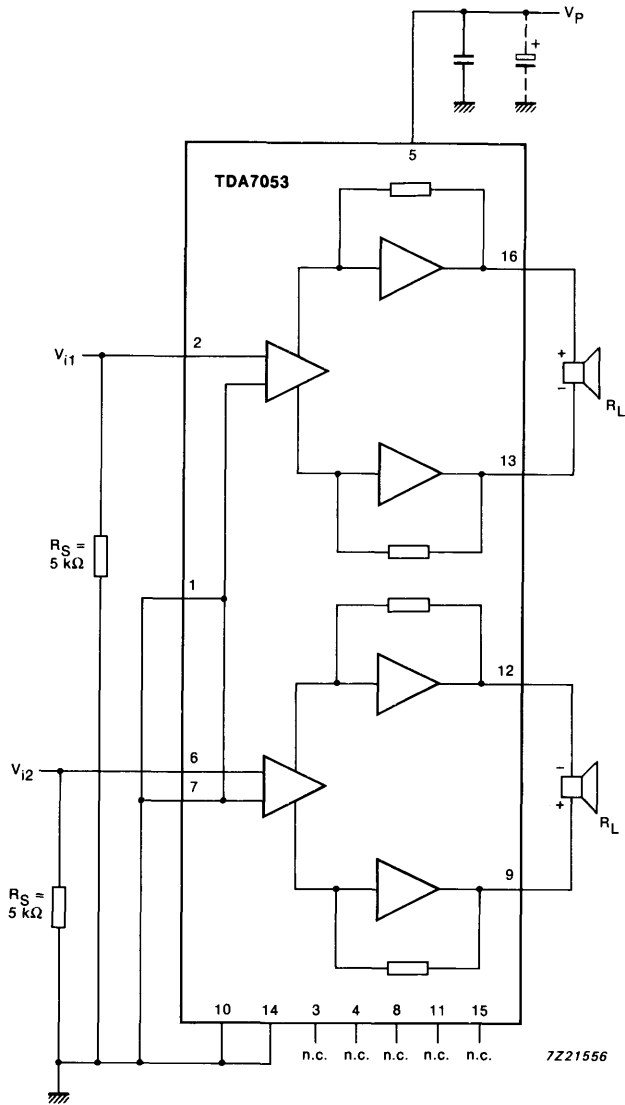 V_P
+
5
TDA7053
16
2
V_i1
+
−
R_L
13
R_S =
5 kΩ
1
12
6
V_i2
7
−
+
R_L
9
R_S =
5 kΩ
10 14 3 4 8 11 15
n.c. n.c. n.c. n.c. n.c.
7Z21556